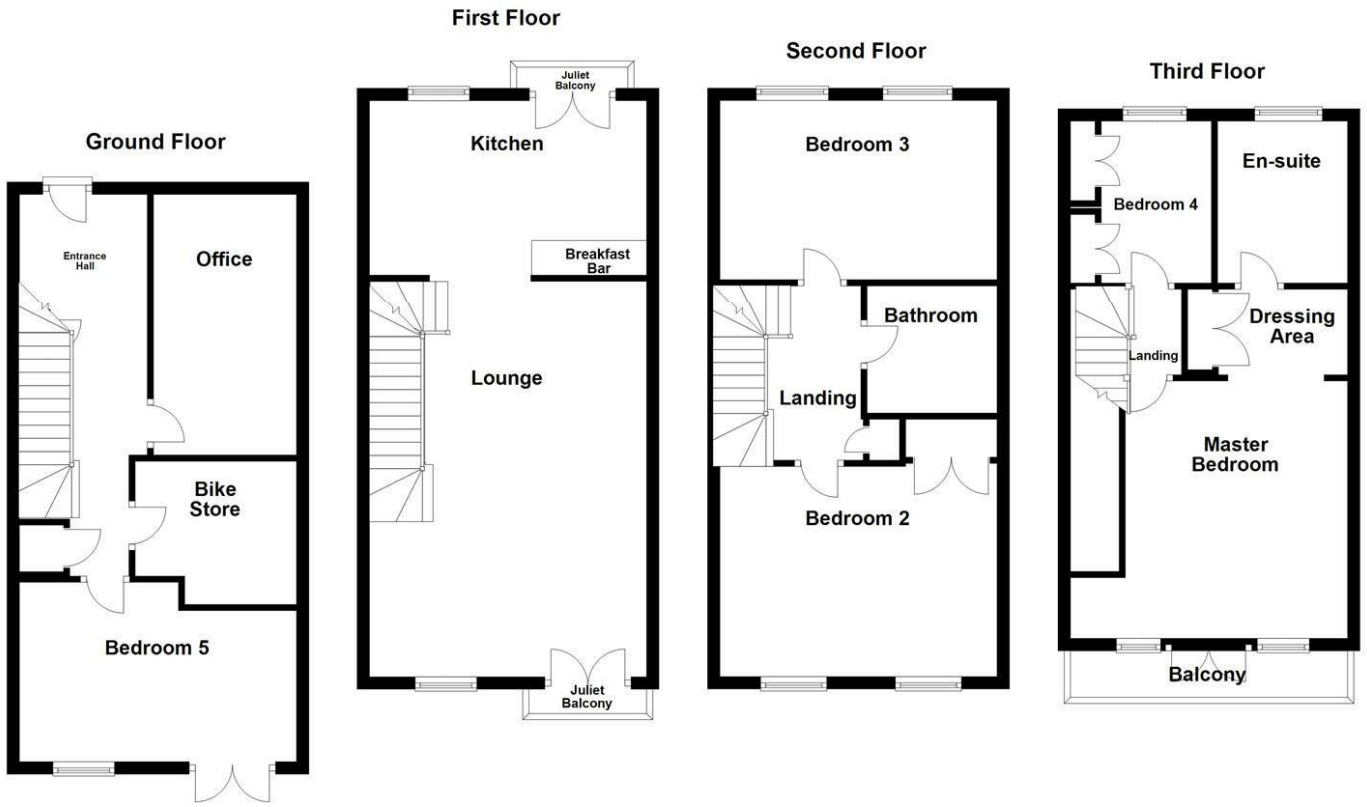 Ground Floor
Entrance
Hall
Office
Bike
Store
Bedroom 5
First Floor
Juliet
Balcony
Kitchen
Breakfast
Bar
Lounge
Juliet
Balcony
Second Floor
Bedroom 3
Bathroom
Landing
Bedroom 2
Third Floor
En-suite
Bedroom 4
Dressing
Area
Landing
Master
Bedroom
Balcony